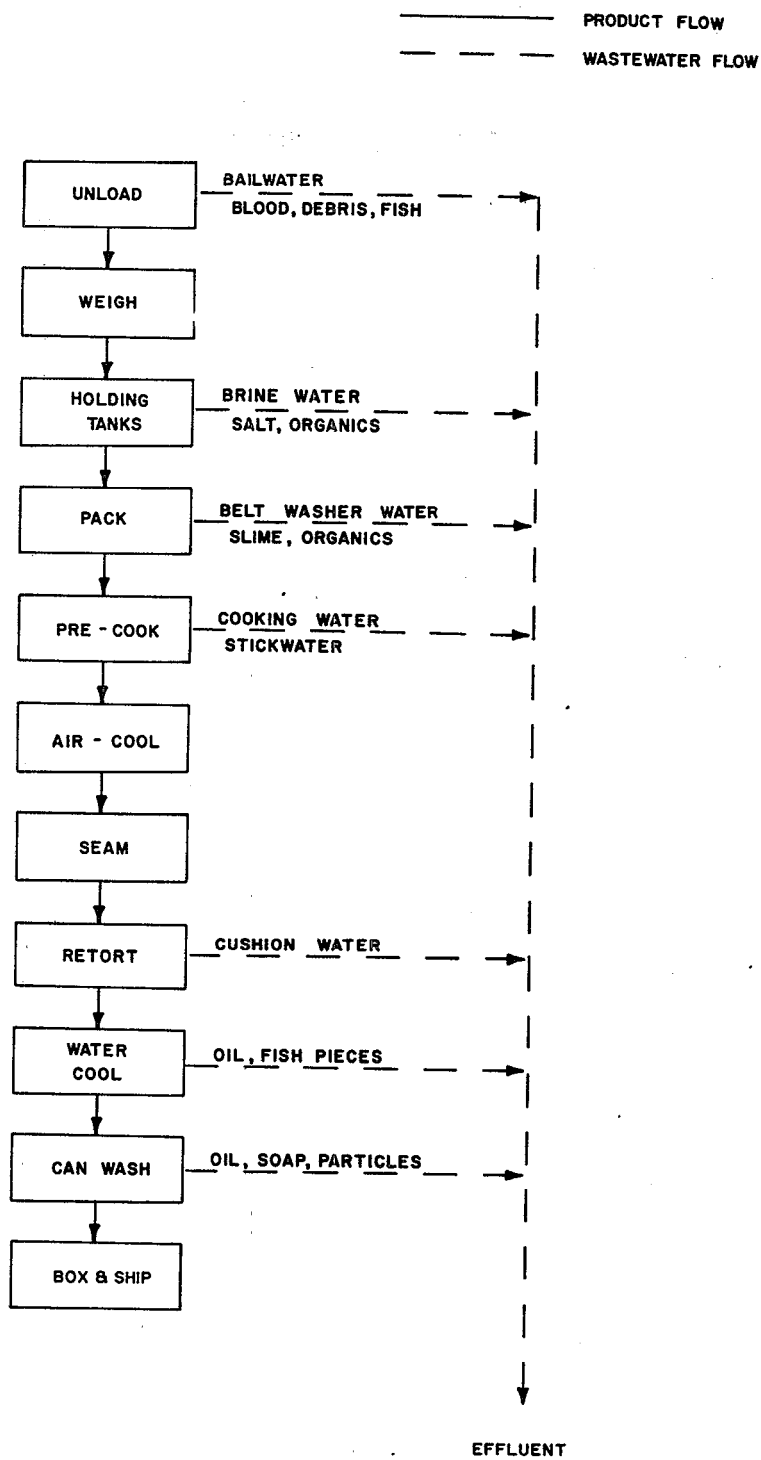 PRODUCT FLOW
WASTEWATER FLOW
UNLOAD
BAILWATER
BLOOD, DEBRIS, FISH
WEIGH
HOLDING
TANKS
BRINE WATER
SALT, ORGANICS
PACK
BELT WASHER WATER
SLIME, ORGANICS
PRE - COOK
COOKING WATER
STICKWATER
AIR - COOL
SEAM
RETORT
CUSHION WATER
WATER
COOL
OIL, FISH PIECES
CAN WASH
OIL, SOAP, PARTICLES
BOX & SHIP
EFFLUENT